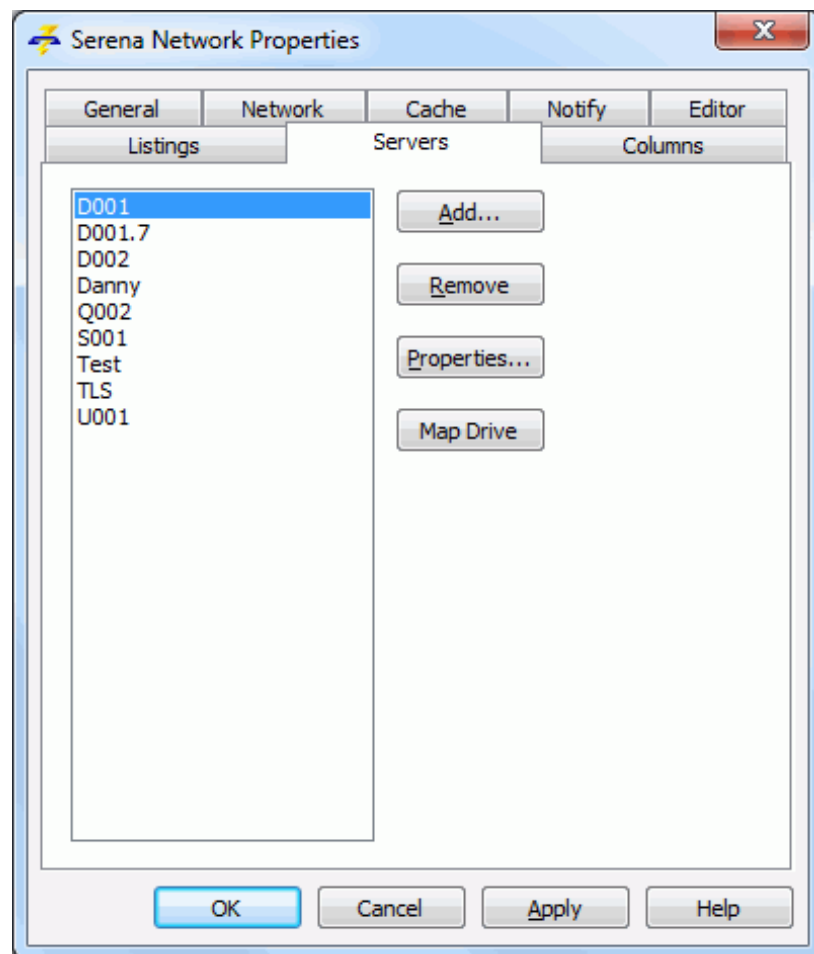 Serena Network Properties
General Network Cache Notify Editor
Listings Servers Columns
D001
D001.7
D002
Danny
Q002
S001
Test
TLS
U001
Add...
Remove
Properties...
Map Drive
OK Cancel Apply Help